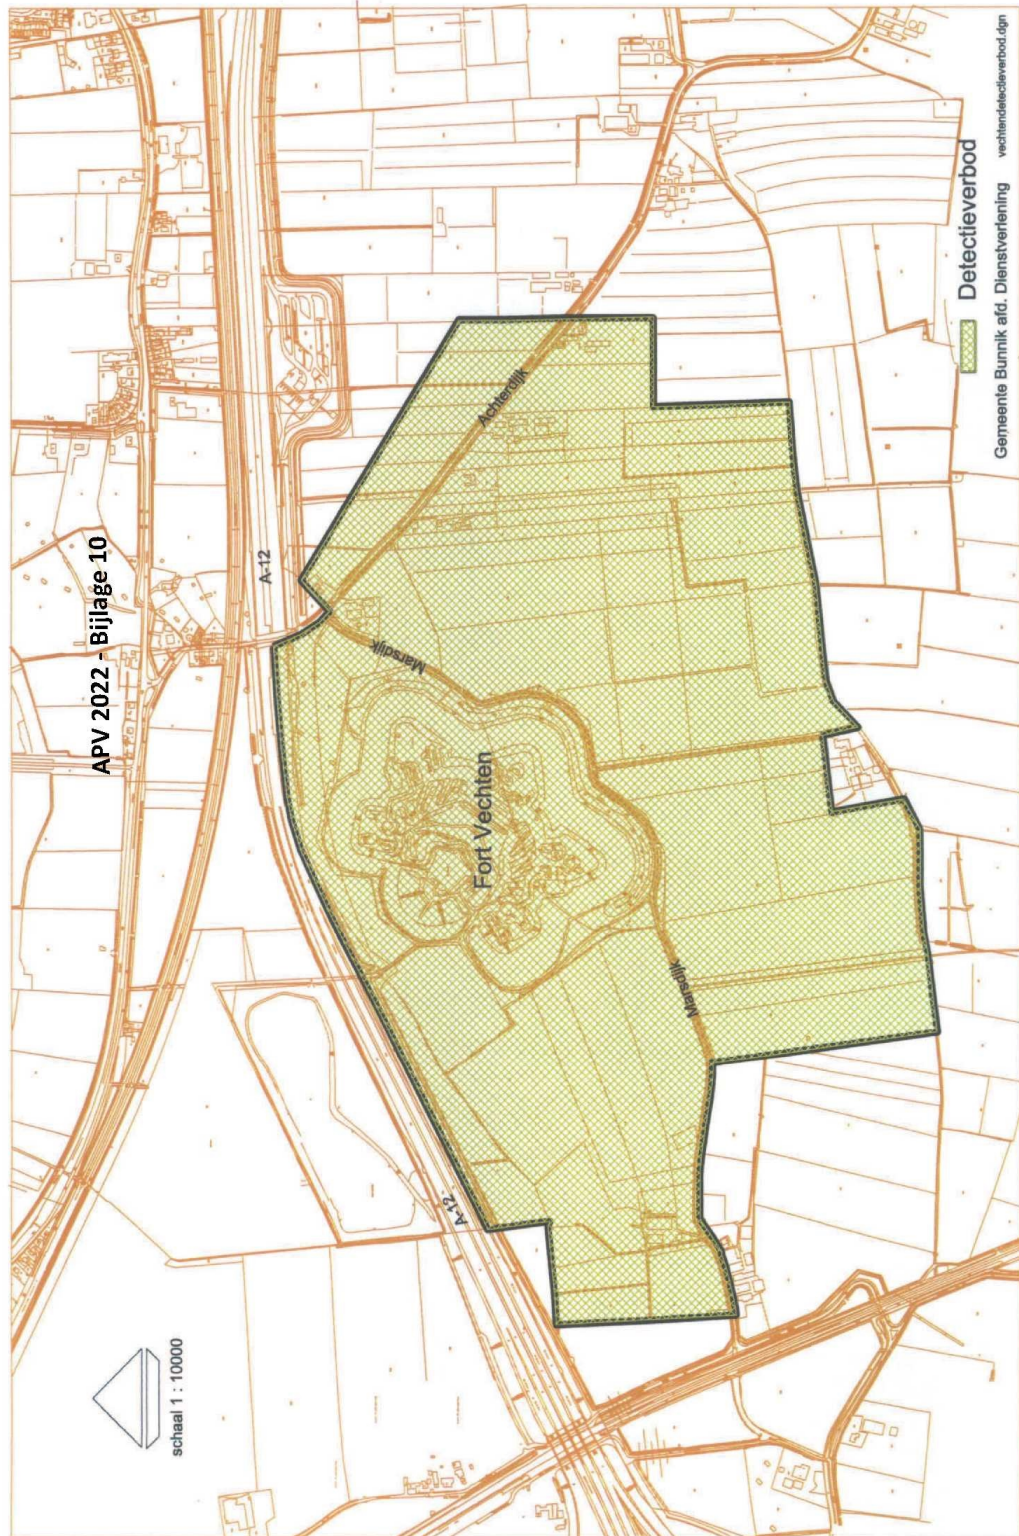 APV 2022 - Bijlage 10
schaal 1 : 10000
A-12
A-12
Achterdijk
Marsdijk
Fort Vechten
Marsdijk
Detectieverbod
Gemeente Bunnik afd. Dienstverlening vechtendetectieverbod.dgn